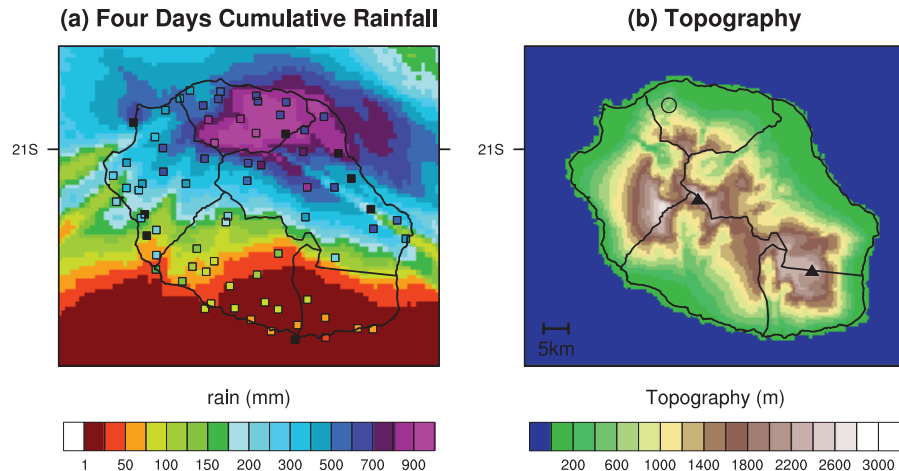 (a) Four Days Cumulative Rainfall
(b) Topography
21S
21S
5km
rain (mm)
Topography (m)
1 50 100 150 200 300 500 700 900
200 600 1000 1400 1800 2200 2600 3000